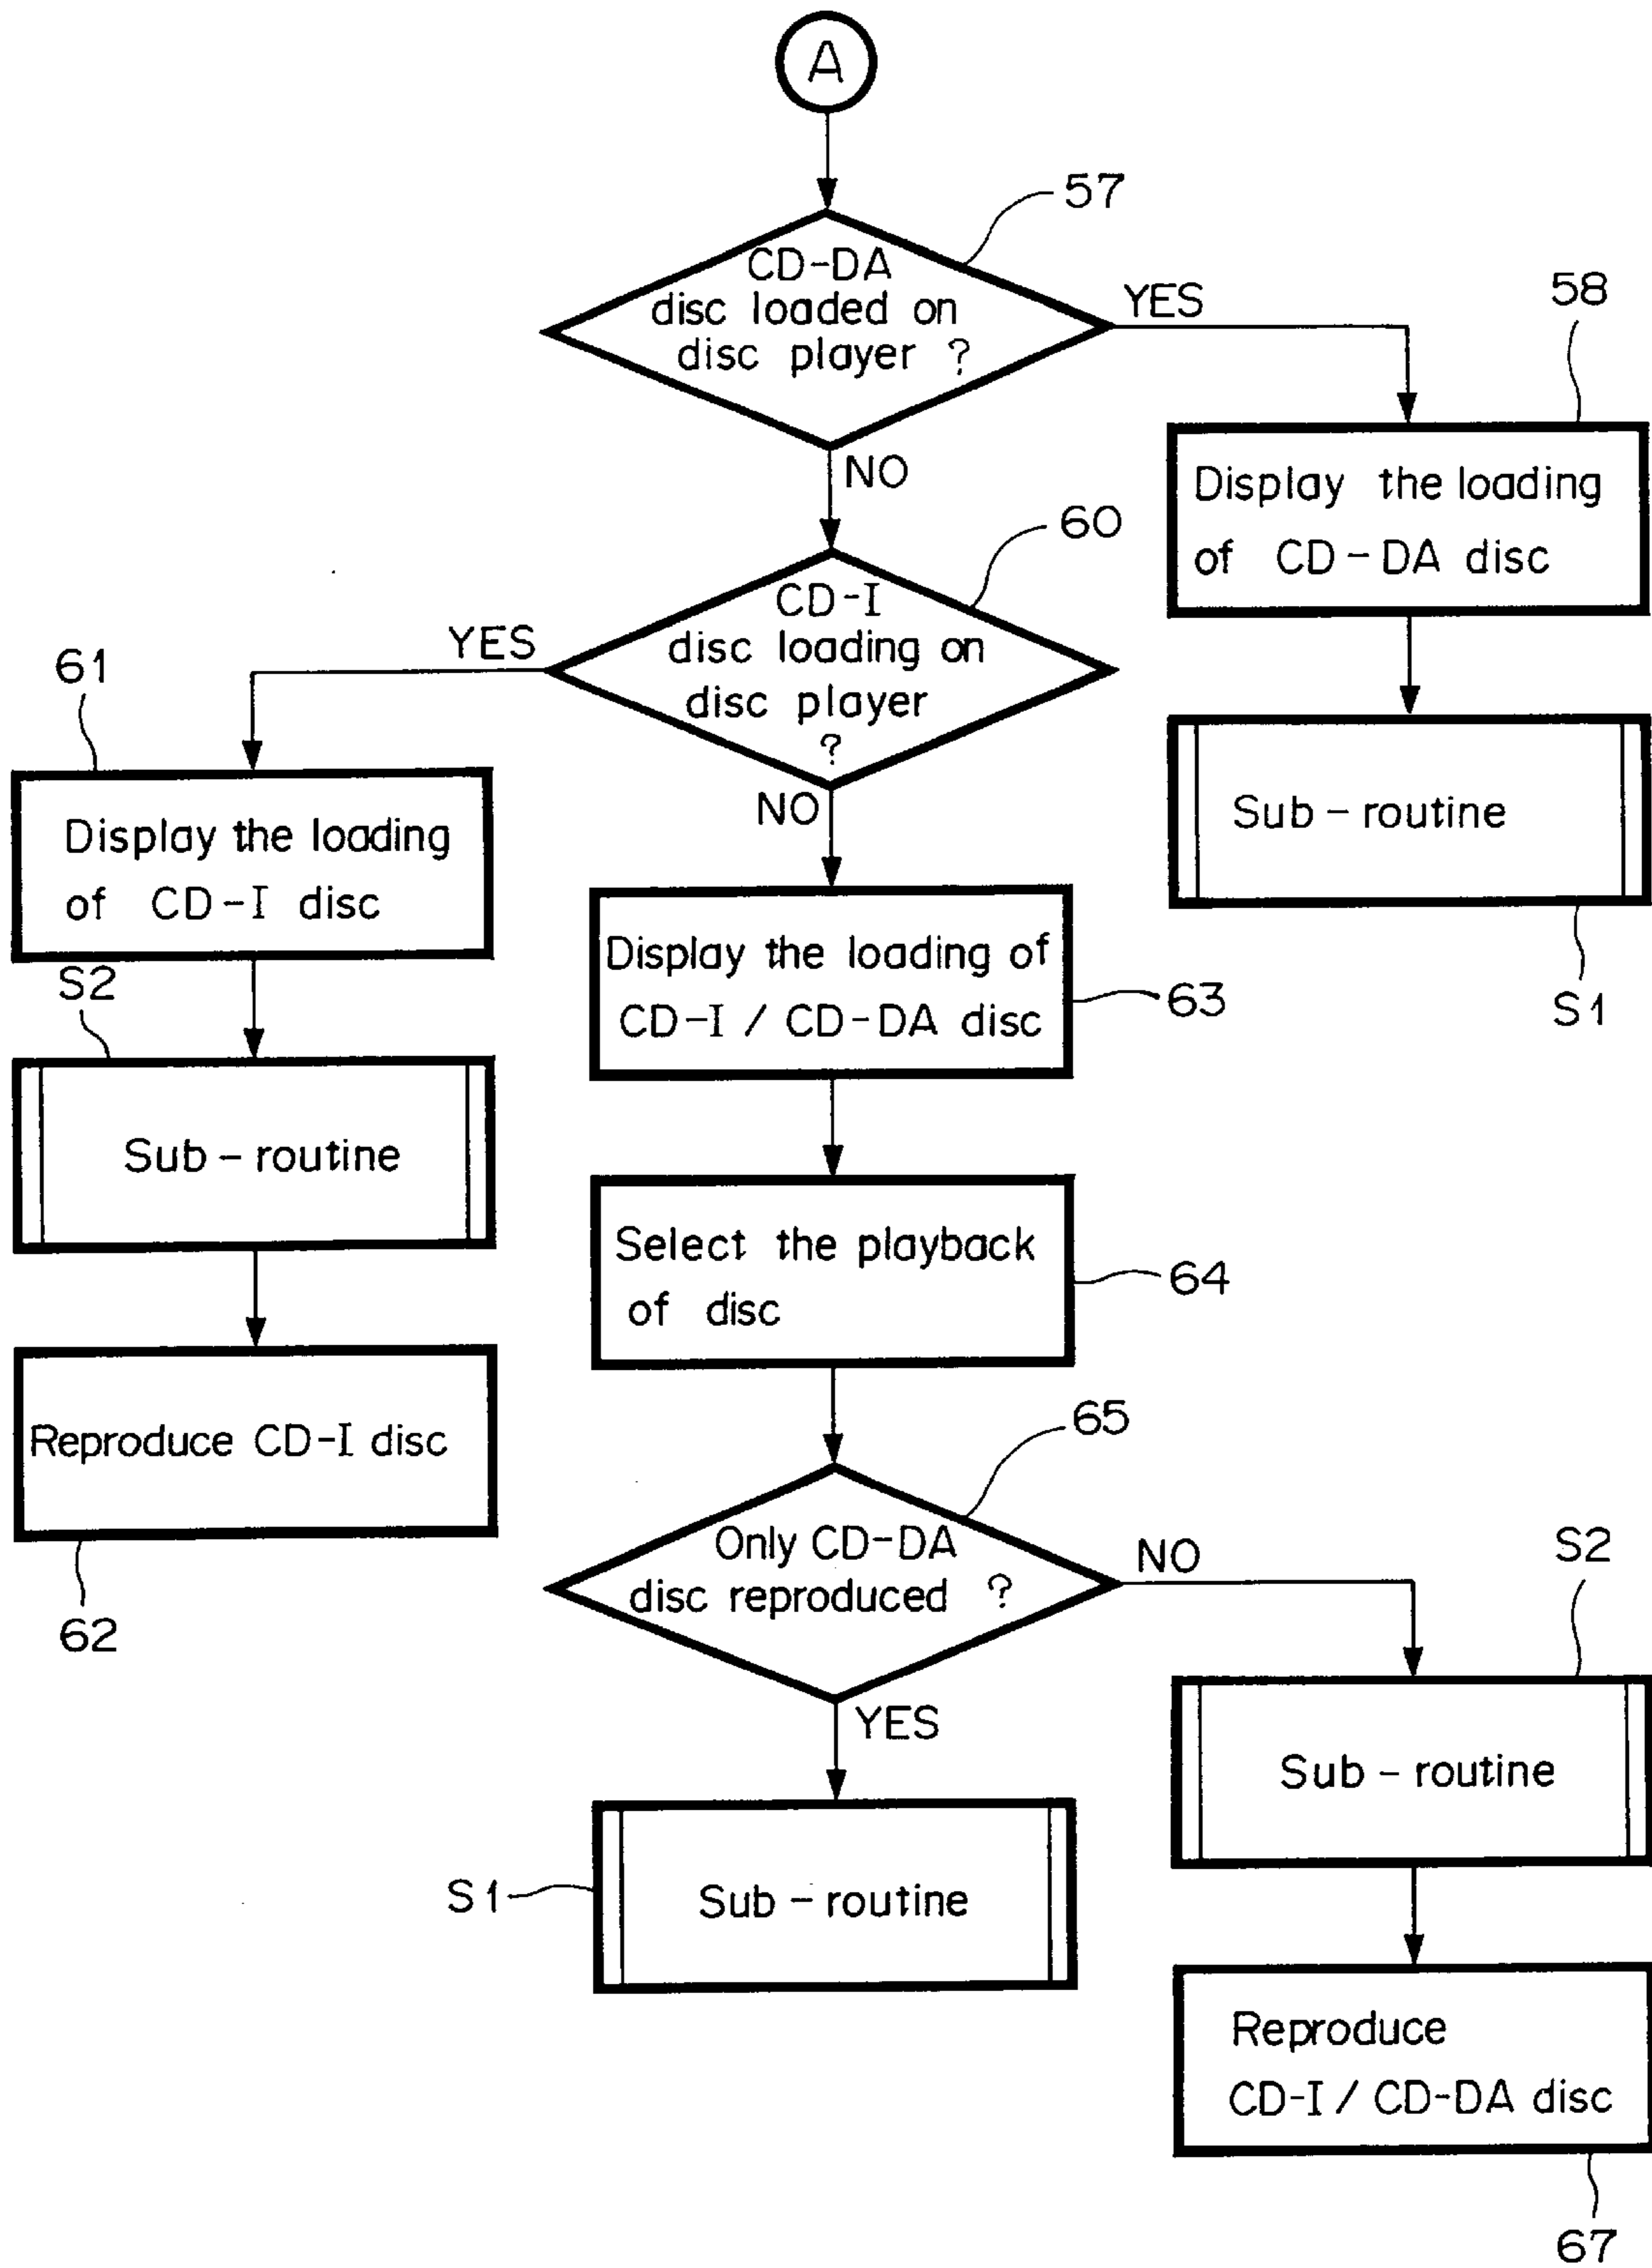 A
57
CD-DA
disc loaded on
disc player ?
YES
NO
58
Display the loading
of CD-DA disc
Sub-routine
S1
60
CD-I
disc loading on
disc player
?
YES
NO
61
Display the loading
of CD-I disc
S2
Sub-routine
Reproduce CD-I disc
62
Display the loading of
CD-I / CD-DA disc
63
Select the playback
of disc
64
65
Only CD-DA
disc reproduced ?
NO
YES
S2
Sub-routine
S1
Sub-routine
Reproduce
CD-I / CD-DA disc
67